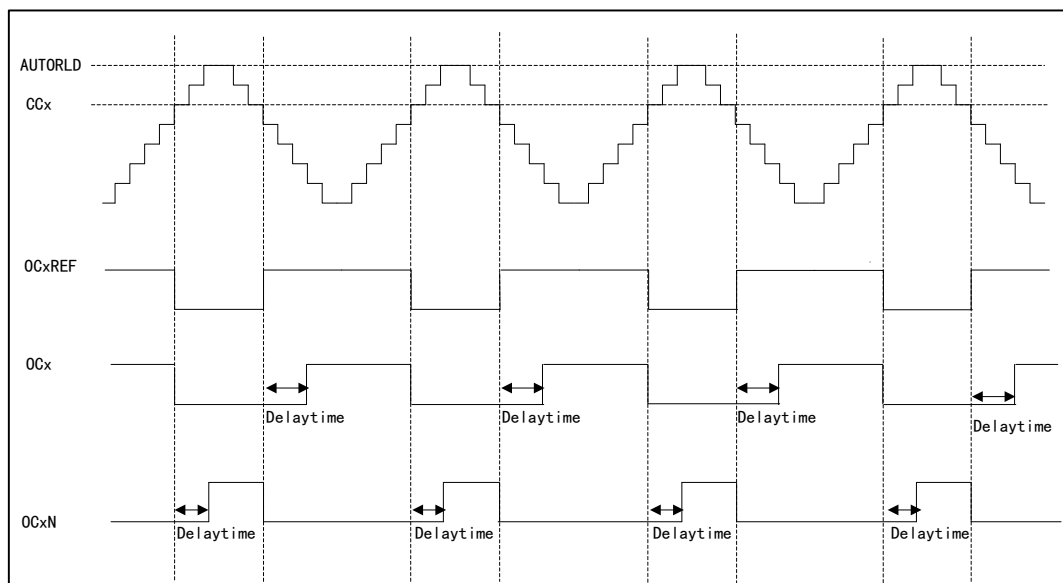 AUTORLD
CCx
OCxREF
OCx
Delaytime
Delaytime
Delaytime
Delaytime
OCxN
Delaytime
Delaytime
Delaytime
Delaytime